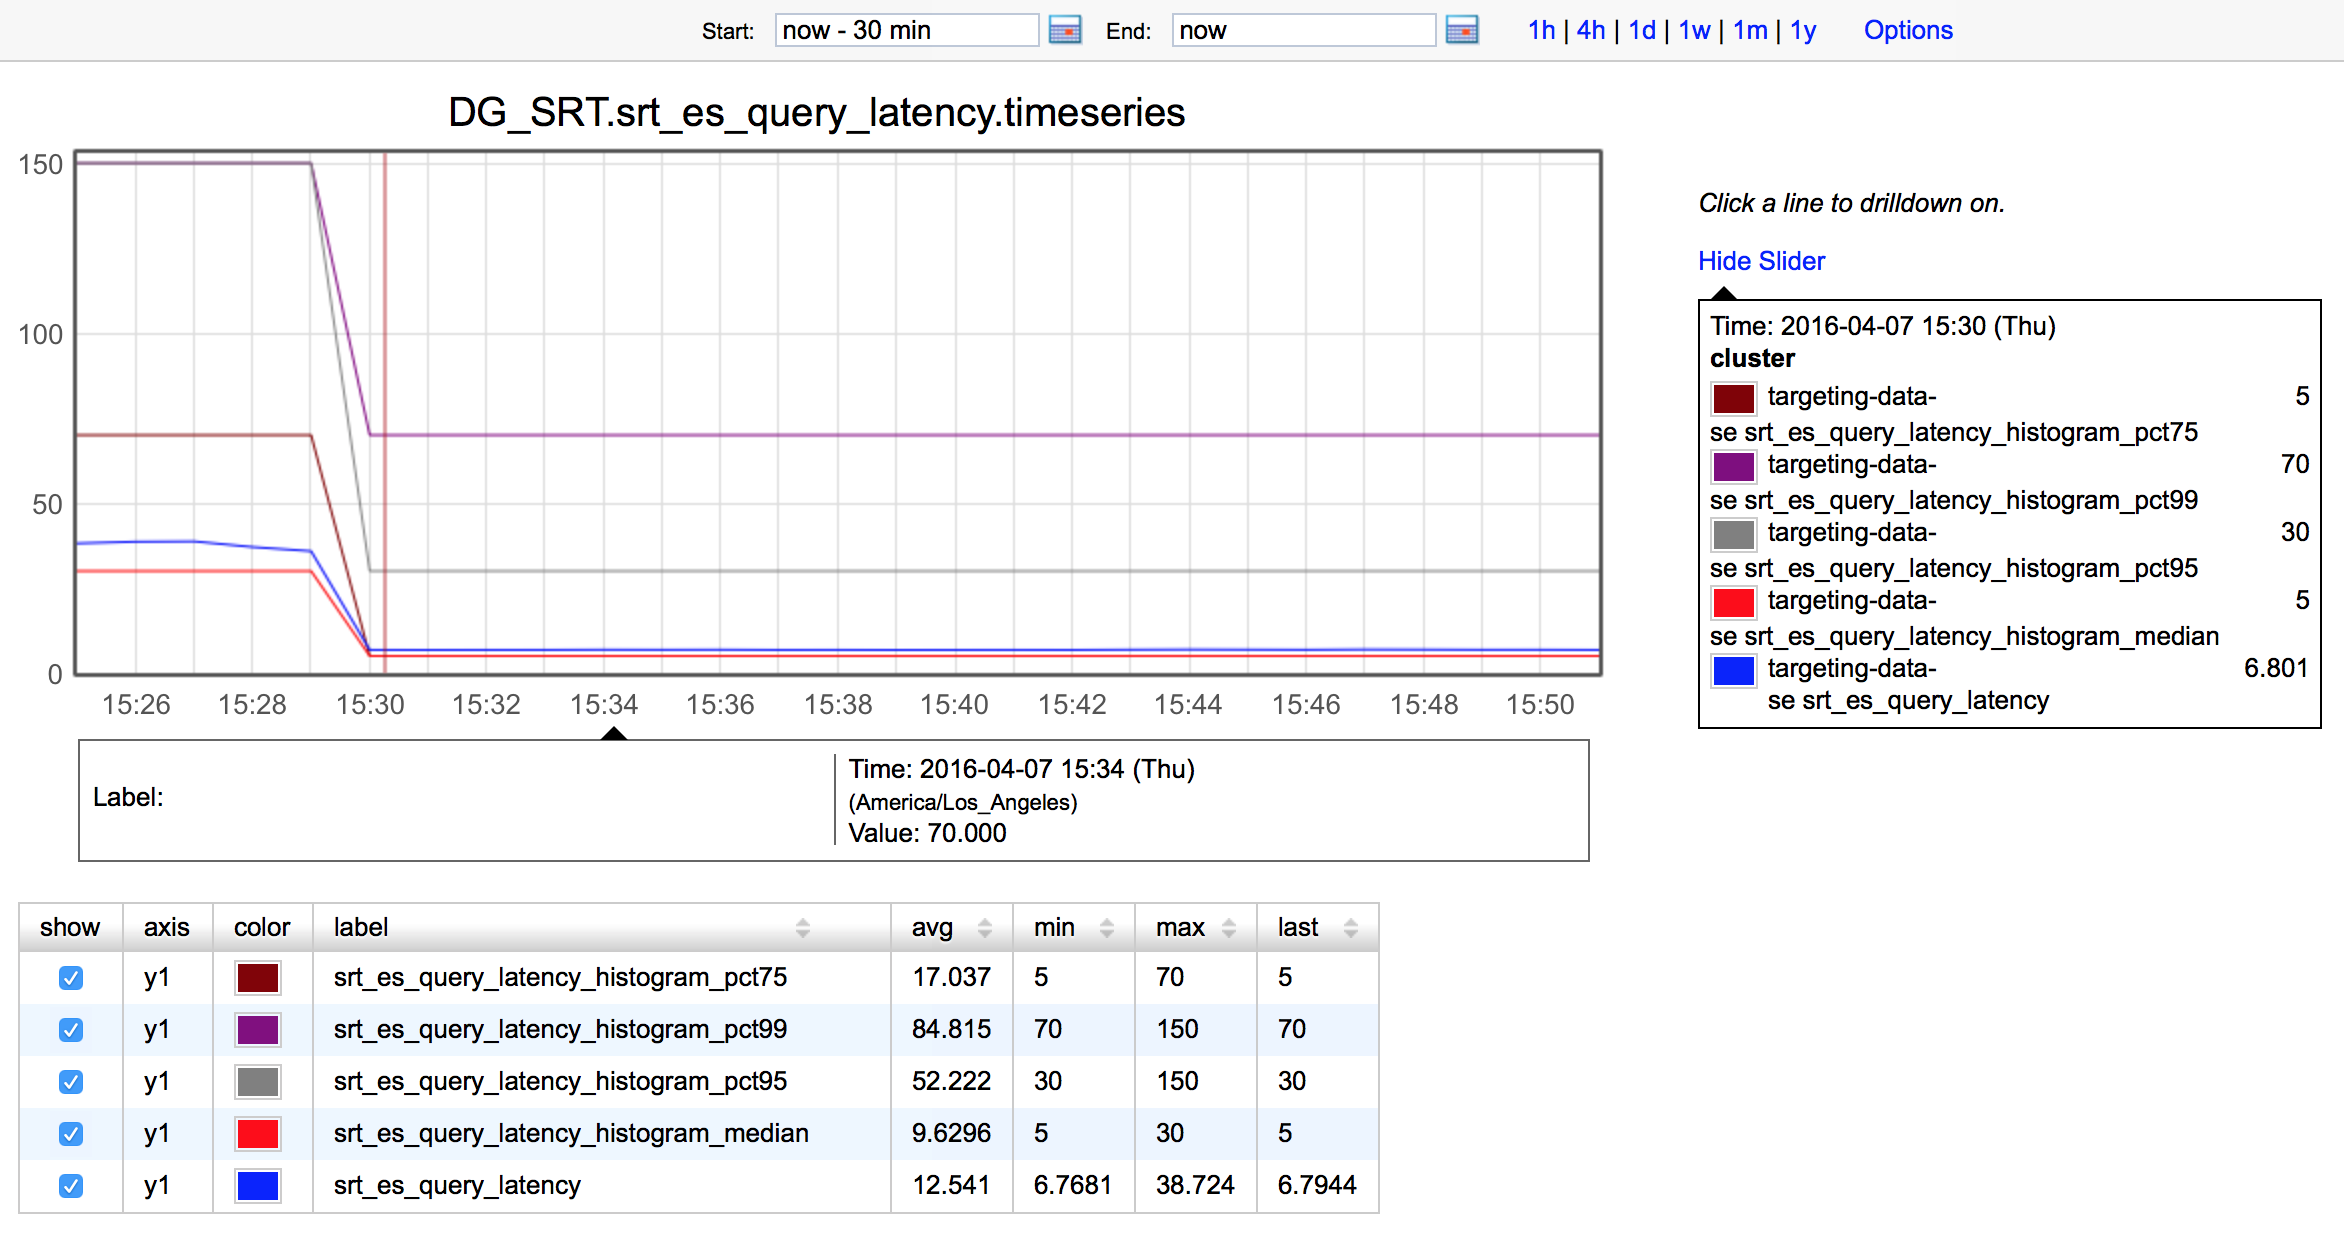 Start: now - 30 min End: now 1h | 4h | 1d | 1w | 1m | 1y Options
DG_SRT.srt_es_query_latency.timeseries
150
100
50
0
15:26 15:28 15:30 15:32 15:34 15:36 15:38 15:40 15:42 15:44 15:46 15:48 15:50
Label:
Time: 2016-04-07 15:34 (Thu)
(America/Los_Angeles)
Value: 70.000
Click a line to drilldown on.
Hide Slider
Time: 2016-04-07 15:30 (Thu)
cluster
targeting-data- 5
se srt_es_query_latency_histogram_pct75
targeting-data- 70
se srt_es_query_latency_histogram_pct99
targeting-data- 30
se srt_es_query_latency_histogram_pct95
targeting-data- 5
se srt_es_query_latency_histogram_median
targeting-data- 6.801
se srt_es_query_latency
show axis color label avg min max last
y1 srt_es_query_latency_histogram_pct75 17.037 5 70 5
y1 srt_es_query_latency_histogram_pct99 84.815 70 150 70
y1 srt_es_query_latency_histogram_pct95 52.222 30 150 30
y1 srt_es_query_latency_histogram_median 9.6296 5 30 5
y1 srt_es_query_latency 12.541 6.7681 38.724 6.7944